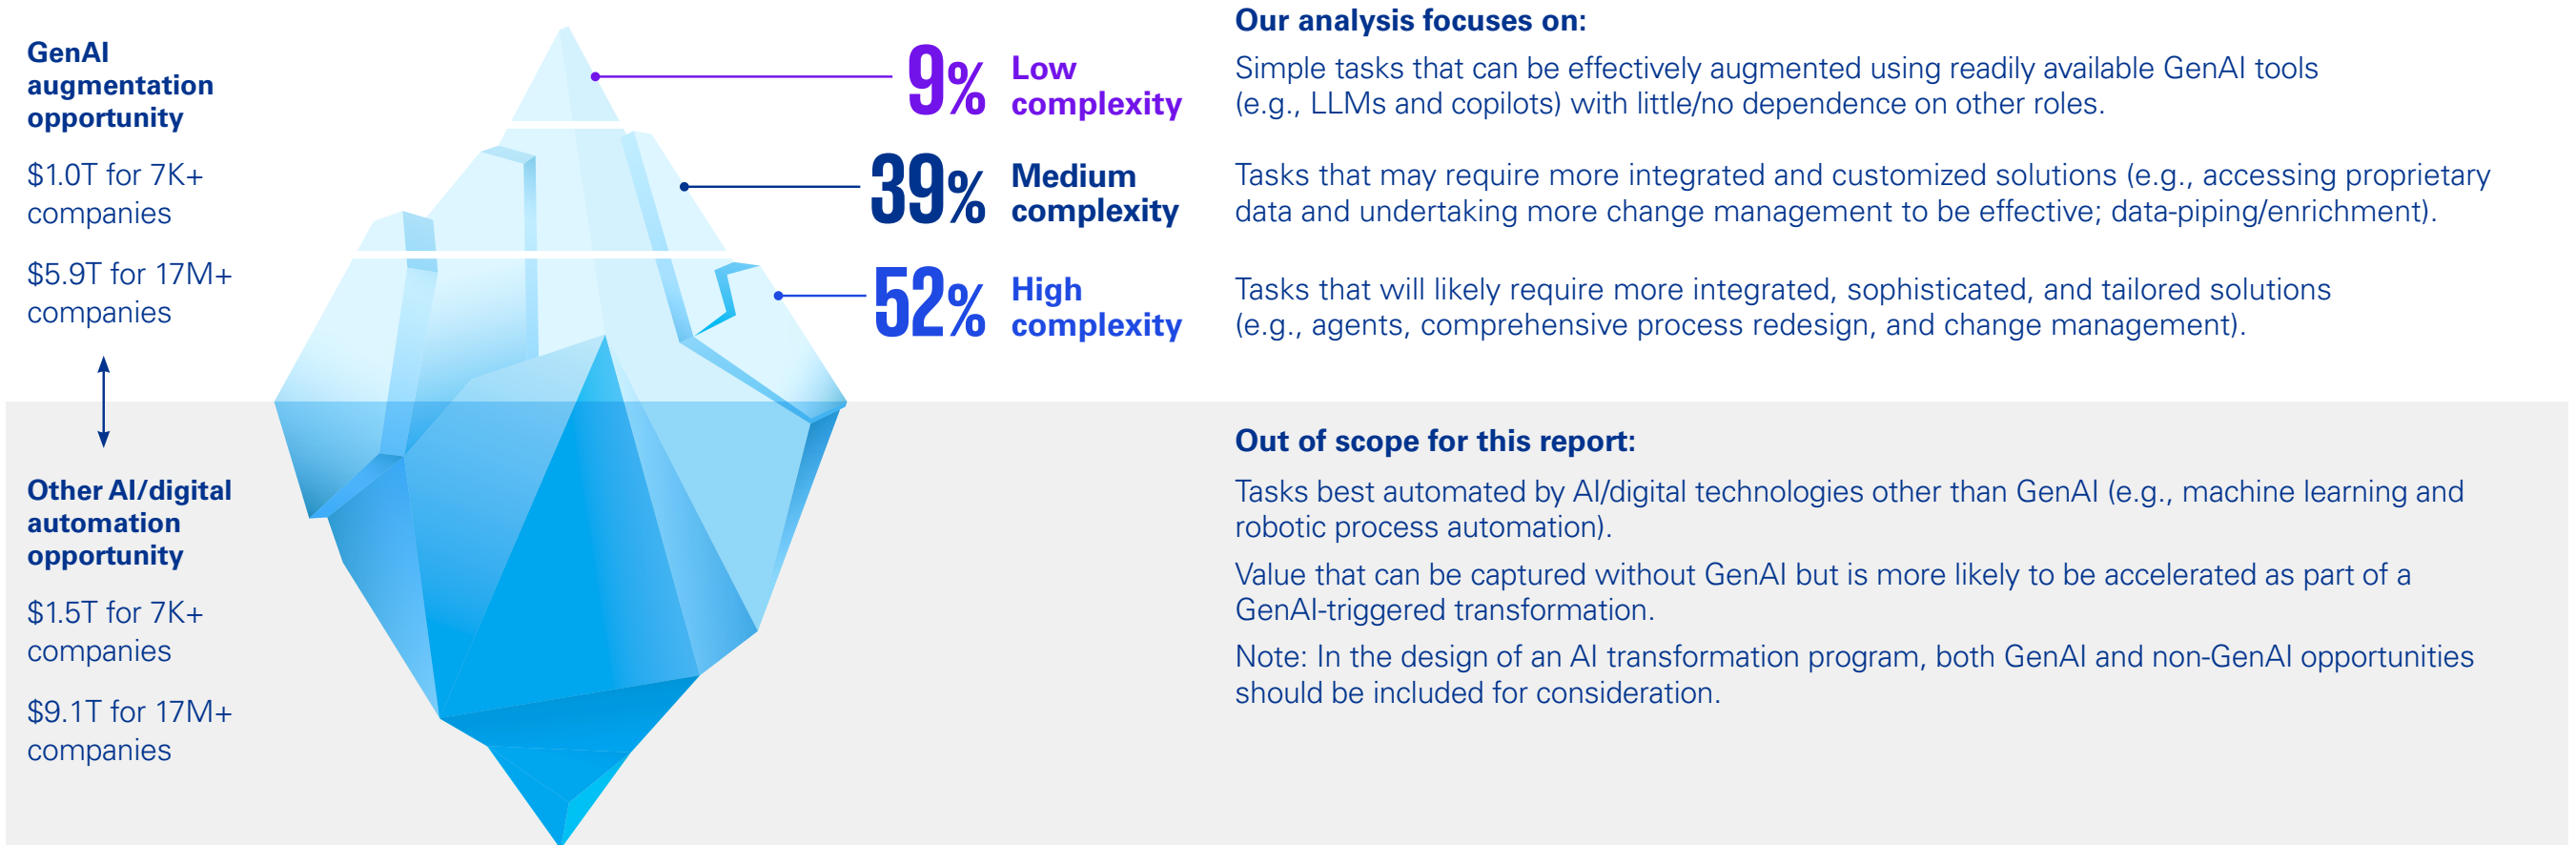 GenAI
augmentation
opportunity
$1.0T for 7K+
companies
$5.9T for 17M+
companies
9% Low
complexity
39% Medium
complexity
52% High
complexity
Our analysis focuses on:
Simple tasks that can be effectively augmented using readily available GenAI tools
(e.g., LLMs and copilots) with little/no dependence on other roles.
Tasks that may require more integrated and customized solutions (e.g., accessing proprietary
data and undertaking more change management to be effective; data-piping/enrichment).
Tasks that will likely require more integrated, sophisticated, and tailored solutions
(e.g., agents, comprehensive process redesign, and change management).
Other AI/digital
automation
opportunity
$1.5T for 7K+
companies
$9.1T for 17M+
companies
Out of scope for this report:
Tasks best automated by AI/digital technologies other than GenAI (e.g., machine learning and
robotic process automation).
Value that can be captured without GenAI but is more likely to be accelerated as part of a
GenAI-triggered transformation.
Note: In the design of an AI transformation program, both GenAI and non-GenAI opportunities
should be included for consideration.